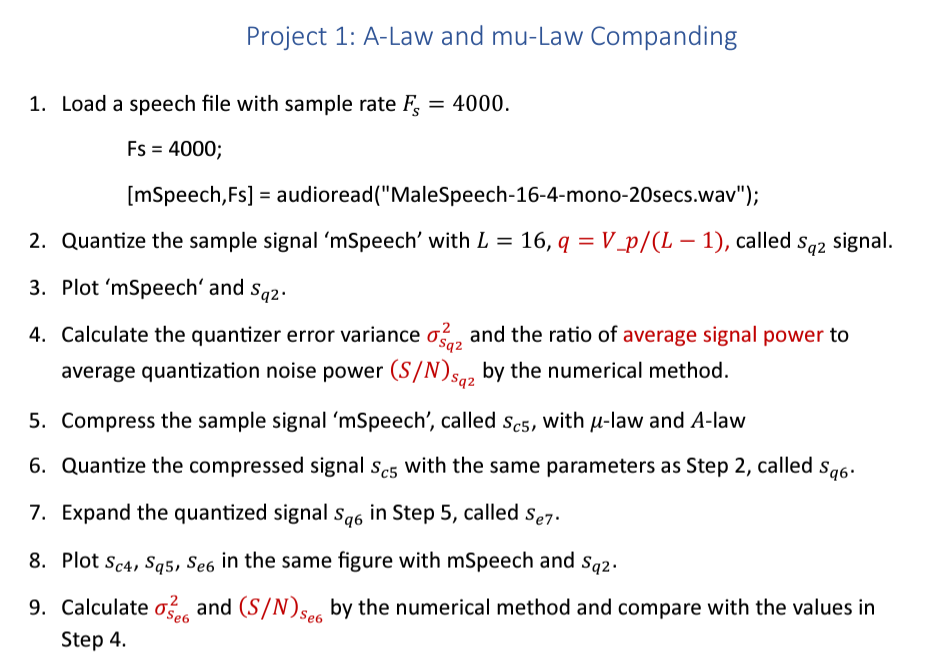 Project 1: A-Law and mu-Law Companding
1. Load a speech file with sample rate Fₛ = 4000.
Fs = 4000;
[mSpeech,Fs] = audioread("MaleSpeech-16-4-mono-20secs.wav");
2. Quantize the sample signal ‘mSpeech’ with L = 16, q = V_p/(L − 1), called s_{q2} signal.
3. Plot ‘mSpeech‘ and s_{q2}.
4. Calculate the quantizer error variance σ²_{s_{q2}} and the ratio of average signal power to
average quantization noise power (S/N)_{s_{q2}} by the numerical method.
5. Compress the sample signal ‘mSpeech’, called s_{c5}, with μ-law and A-law
6. Quantize the compressed signal s_{c5} with the same parameters as Step 2, called s_{q6}.
7. Expand the quantized signal s_{q6} in Step 5, called s_{e7}.
8. Plot s_{c4}, s_{q5}, s_{e6} in the same figure with mSpeech and s_{q2}.
9. Calculate σ²_{s_{e6}} and (S/N)_{s_{e6}} by the numerical method and compare with the values in
Step 4.